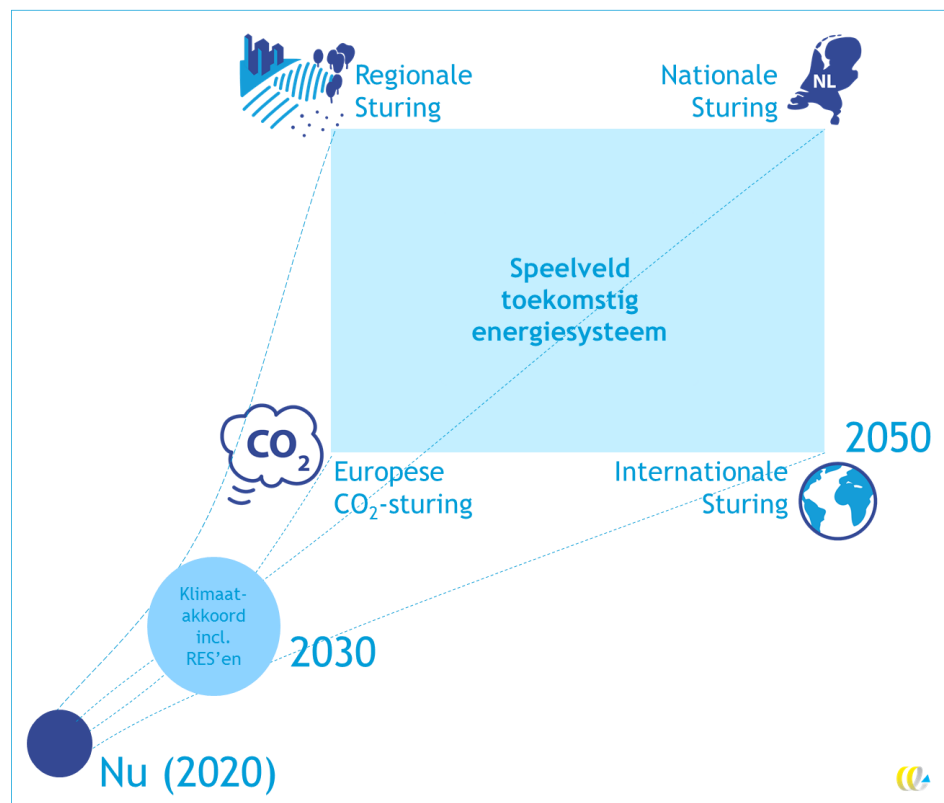 Regionale
Sturing
Nationale
Sturing
NL
Speelveld
toekomstig
energiesysteem
CO₂
2050
Europese
CO₂-sturing
Internationale
Sturing
Klimaat-
akkoord
incl.
RES'en
2030
Nu (2020)